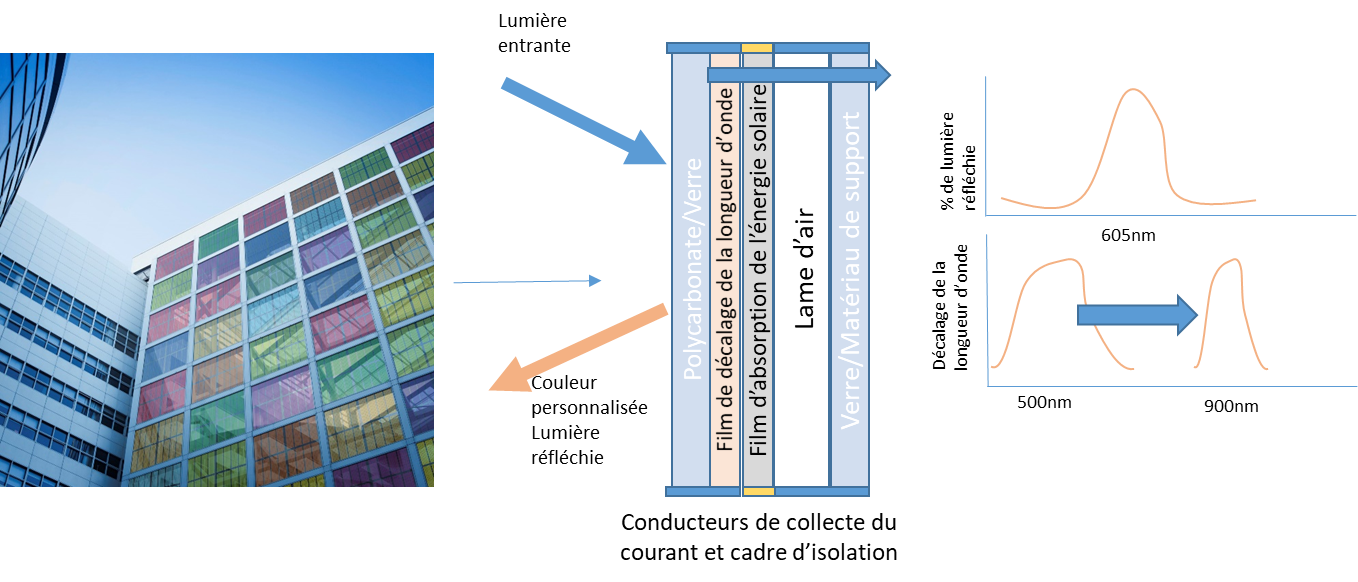 Lumière
entrante
Polycarbonate/Verre
Film de décalage de la longueur d'onde
Film d'absorption de l'énergie solaire
Lame d'air
Verre/Matériau de support
Couleur
personnalisée
Lumière
réfléchie
Conducteurs de collecte du
courant et cadre d'isolation
% de lumière
réfléchie
605nm
Décalage de la
longueur d'onde
500nm
900nm